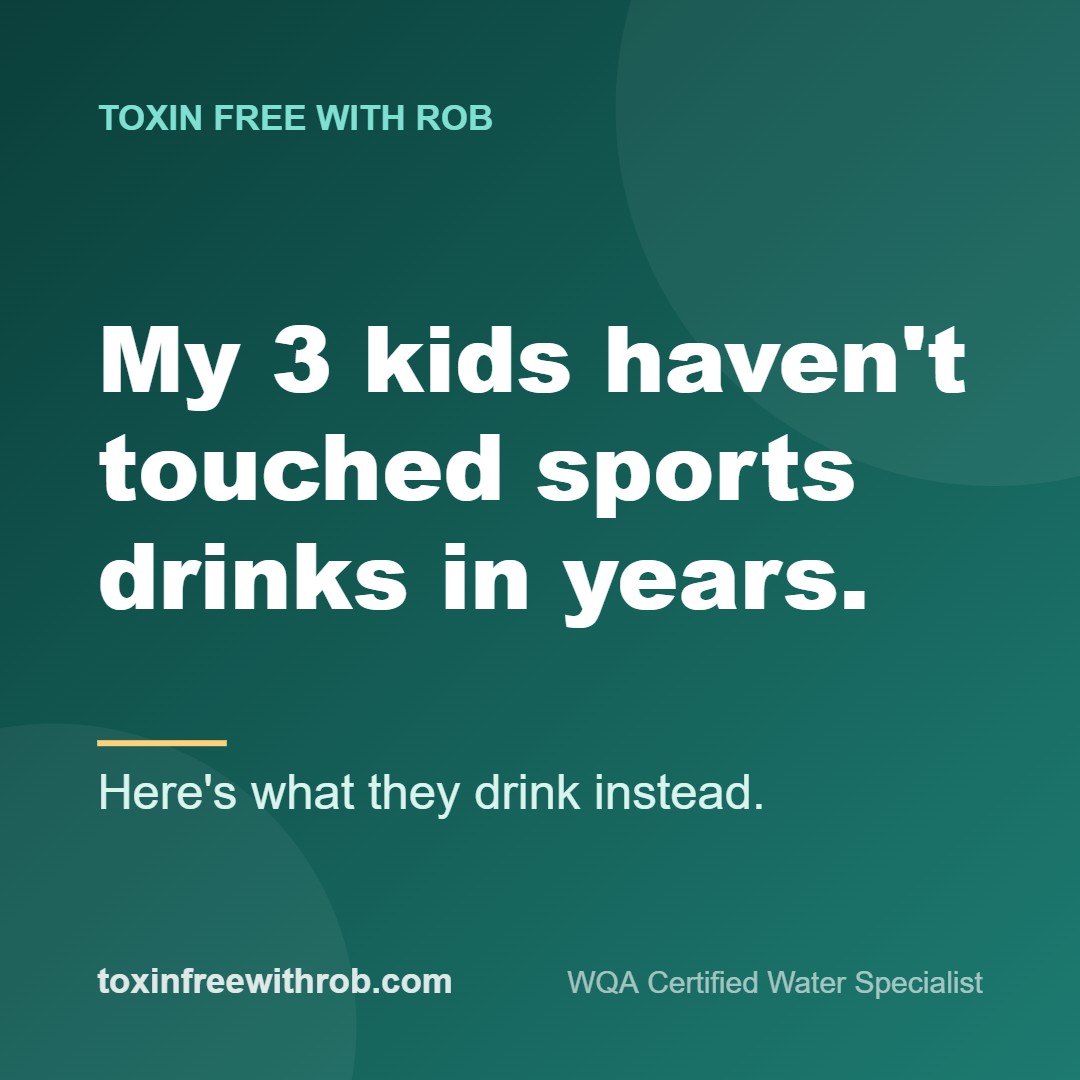 TOXIN FREE WITH ROB
My 3 kids haven't
touched sports
drinks in years.
Here's what they drink instead.
toxinfreewithrob.com
WQA Certified Water Specialist